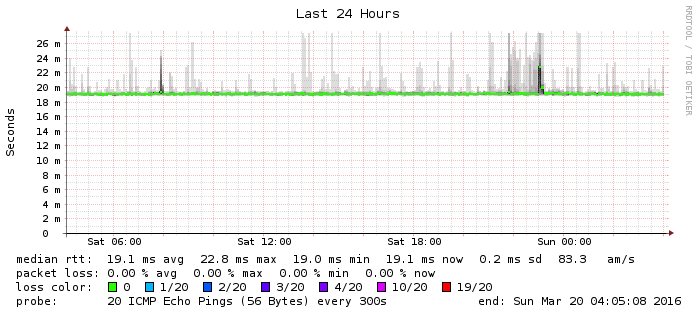 Last 24 Hours
RRDTOOL / TOBI OETIKER
Seconds
26 m
24 m
22 m
20 m
18 m
16 m
14 m
12 m
10 m
8 m
6 m
4 m
2 m
0
Sat 06:00 Sat 12:00 Sat 18:00 Sun 00:00
median rtt: 19.1 ms avg 22.8 ms max 19.0 ms min 19.1 ms now 0.2 ms sd 83.3 am/s
packet loss: 0.00 % avg 0.00 % max 0.00 % min 0.00 % now
loss color: 0 1/20 2/20 3/20 4/20 10/20 19/20
probe: 20 ICMP Echo Pings (56 Bytes) every 300s end: Sun Mar 20 04:05:08 2016